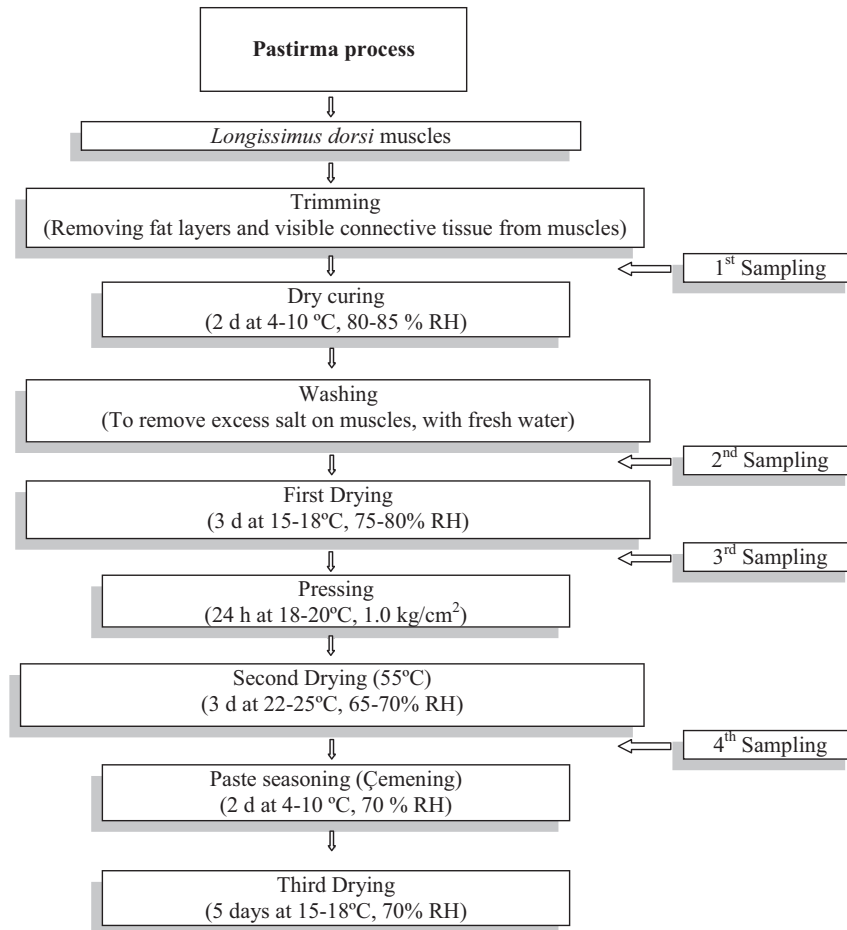 Pastirma process
Longissimus dorsi muscles
Trimming
(Removing fat layers and visible connective tissue from muscles)
1st Sampling
Dry curing
(2 d at 4-10 ºC, 80-85 % RH)
Washing
(To remove excess salt on muscles, with fresh water)
2nd Sampling
First Drying
(3 d at 15-18ºC, 75-80% RH)
3rd Sampling
Pressing
(24 h at 18-20ºC, 1.0 kg/cm2)
Second Drying (55ºC)
(3 d at 22-25ºC, 65-70% RH)
4th Sampling
Paste seasoning (Çemening)
(2 d at 4-10 ºC, 70 % RH)
Third Drying
(5 days at 15-18ºC, 70% RH)